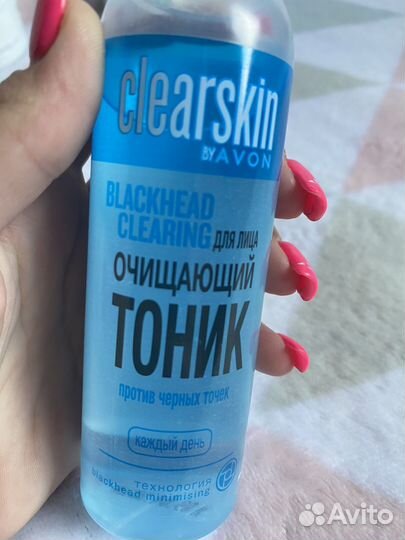 clearskin
BY AVON
BLACKHEAD
CLEARING для лица
очищающий
ТОНИК
против черных точек
каждый день
технология
blackhead minimising
Avito